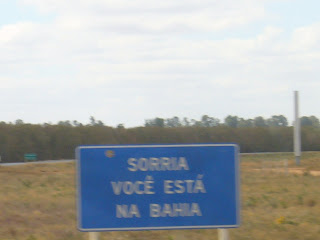 SORRIA
VOCÊ ESTÁ
NA BAHIA